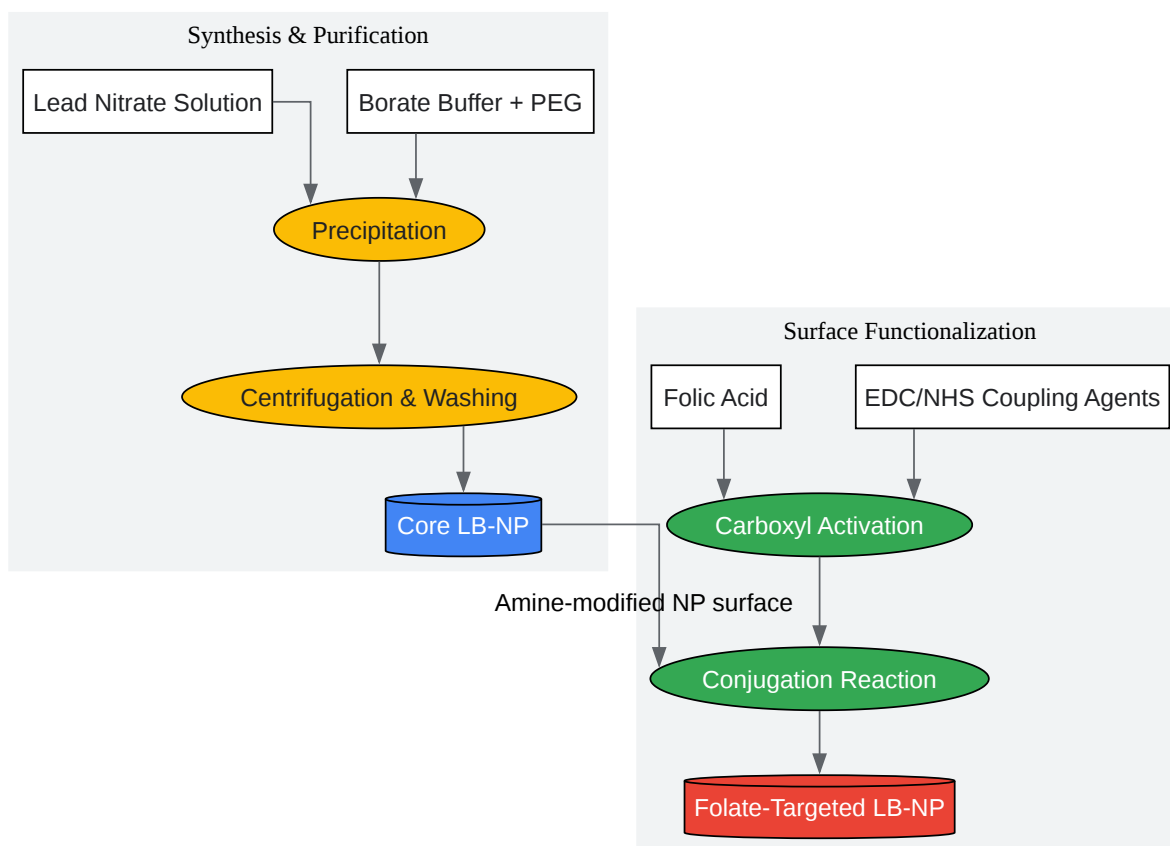 Synthesis & Purification
Lead Nitrate Solution
Borate Buffer + PEG
Precipitation
Centrifugation & Washing
Core LB-NP
Surface Functionalization
Folic Acid
EDC/NHS Coupling Agents
Carboxyl Activation
Amine-modified NP surface
Conjugation Reaction
Folate-Targeted LB-NP